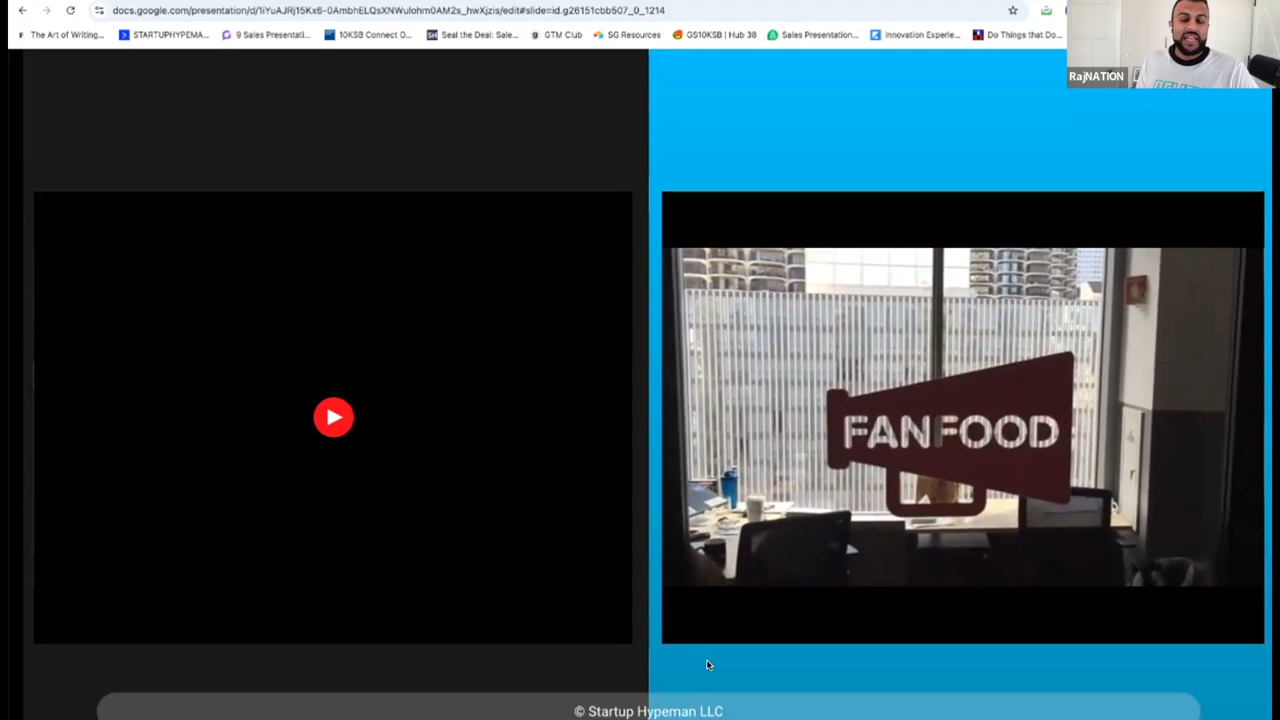 docs.google.com/presentation/d/1iYuAJRj15Kx6-0AmbhELQsXNWulohm0AM2s_hwXjzis/edit#slide=id.g26151cbb507_0_1214
The Art of Writing...
STARTUPHYPEMA...
9 Sales Presentati...
10KSB Connect O...
Seal the Deal: Sale...
GTM Club
SG Resources
GS10KSB | Hub 38
Sales Presentation...
Innovation Experie...
Do Things that Do...
RajNATION
FANFOOD
© Startup Hypeman LLC